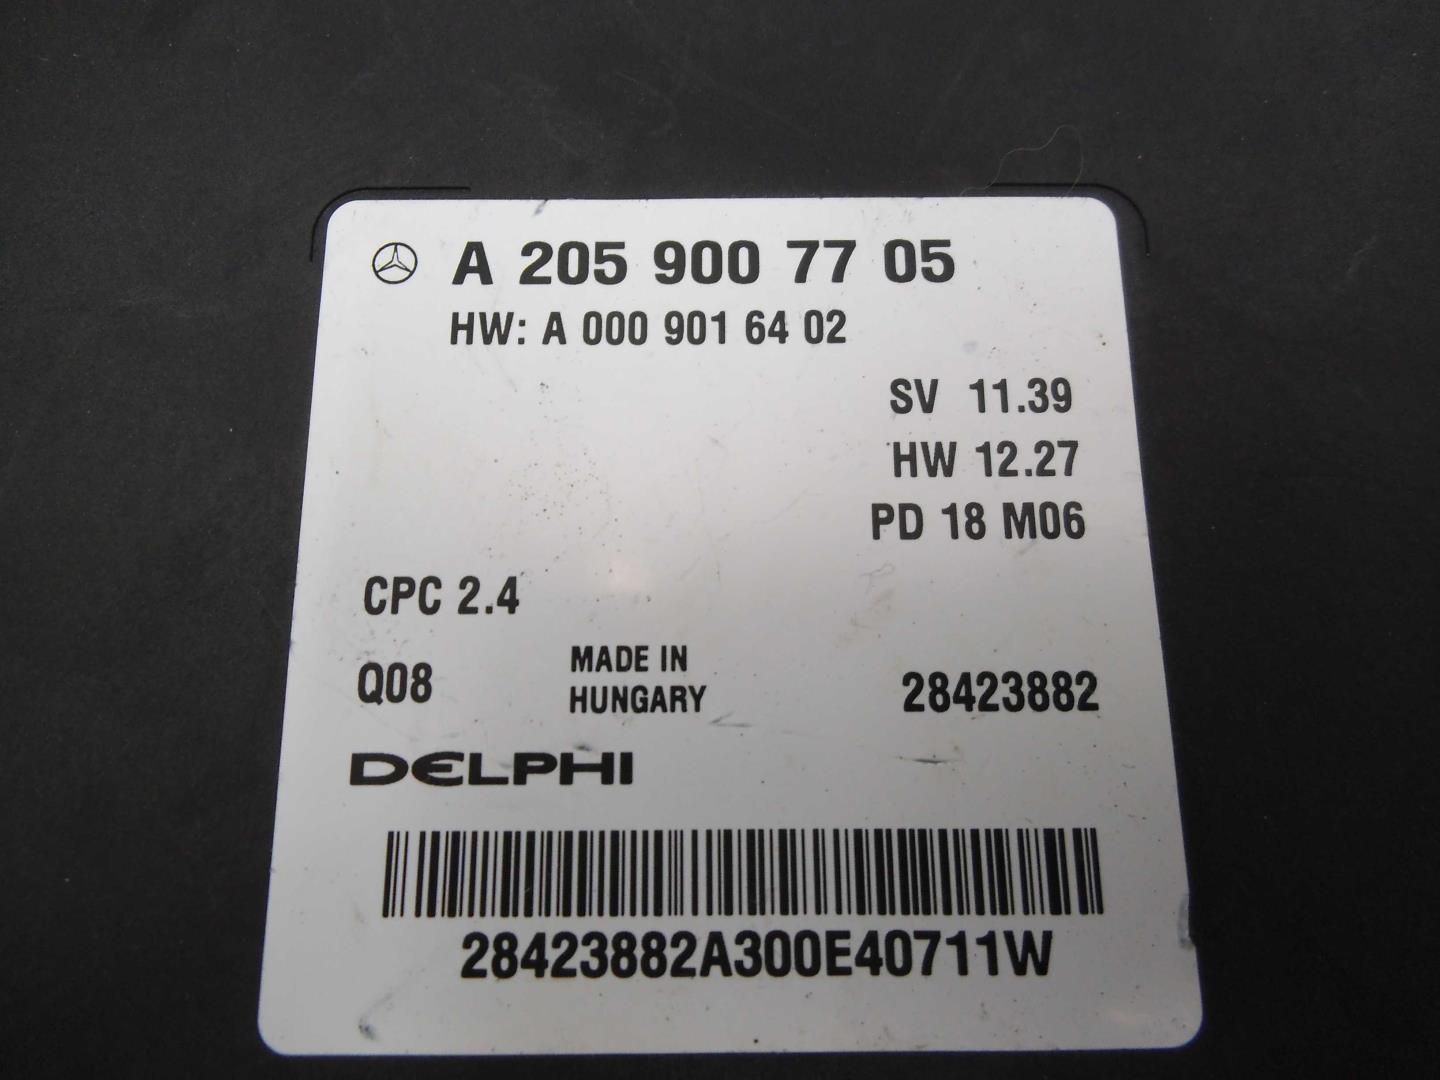 A 205 900 77 05
HW: A 000 901 64 02
SV 11.39
HW 12.27
PD 18 M06
CPC 2.4
Q08
MADE IN
HUNGARY
28423882
DELPHI
28423882A300E40711W